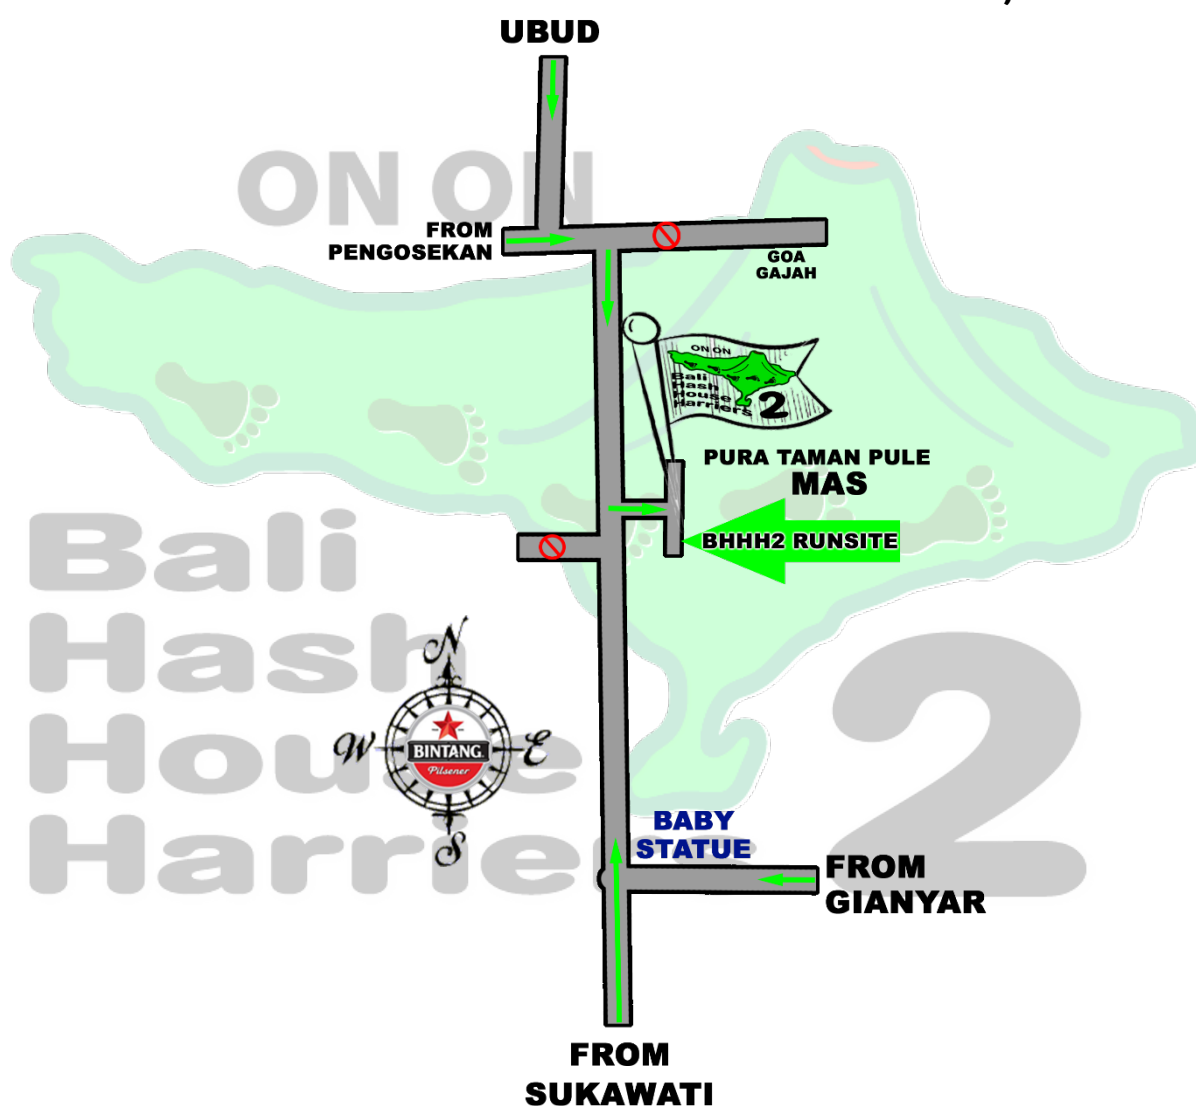 UBUD
ON ON
FROM
PENGOSEKAN
GOA
GAJAH
ON ON
Bali
Hash
House
Harriers
2
PURA TAMAN PULE
MAS
BHHH2 RUNSITE
Bali
Hash
House
Harriers
2
N
W
E
S
BINTANG
Pilsener
BABY
STATUE
FROM
GIANYAR
FROM
SUKAWATI